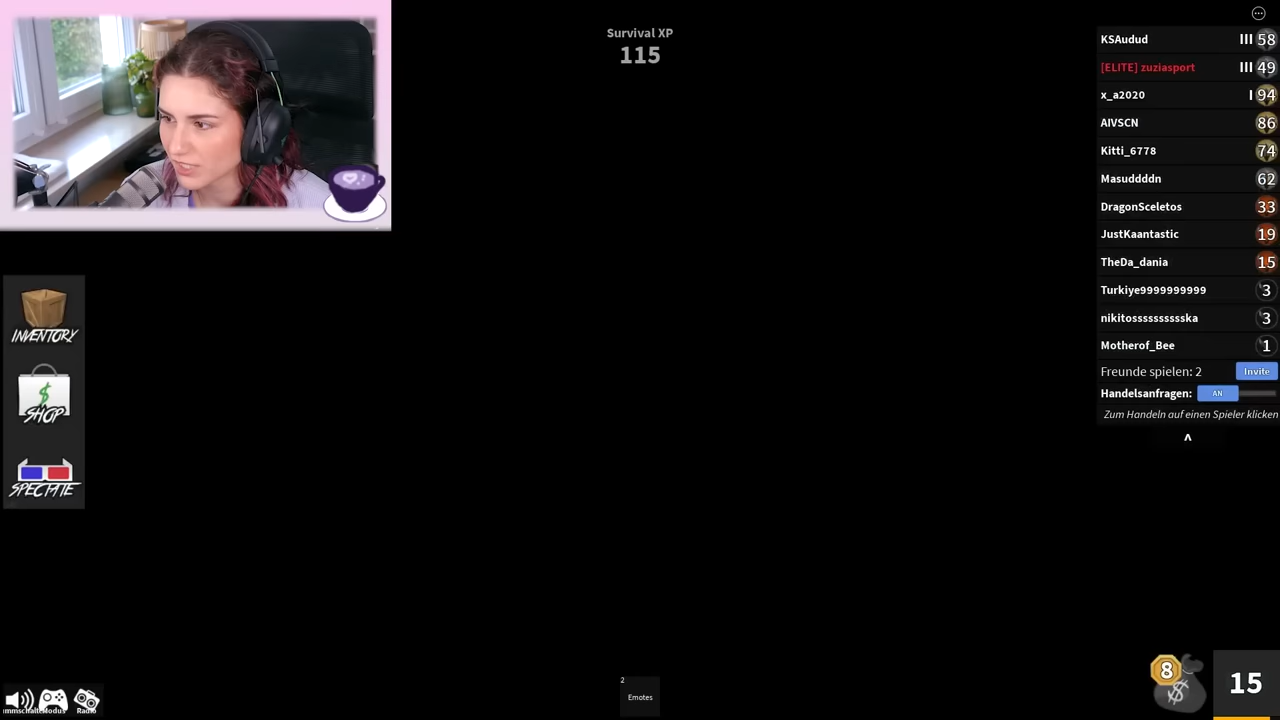 Survival XP
115
KSAudud III 58
[ELITE] zuziasport III 49
x_a2020 I 94
AIVSCN 86
Kitti_6778 74
Masuddddn 62
DragonSceletos 33
JustKaantastic 19
TheDa_dania 15
Turkiye9999999999 3
nikitossssssssska 3
Motherof_Bee 1
Freunde spielen: 2 Invite
Handelsanfragen: AN
Zum Handeln auf einen Spieler klicken
^
INVENTORY
$
SHOP
SPECTATE
Radio
2
Emotes
8
$
15